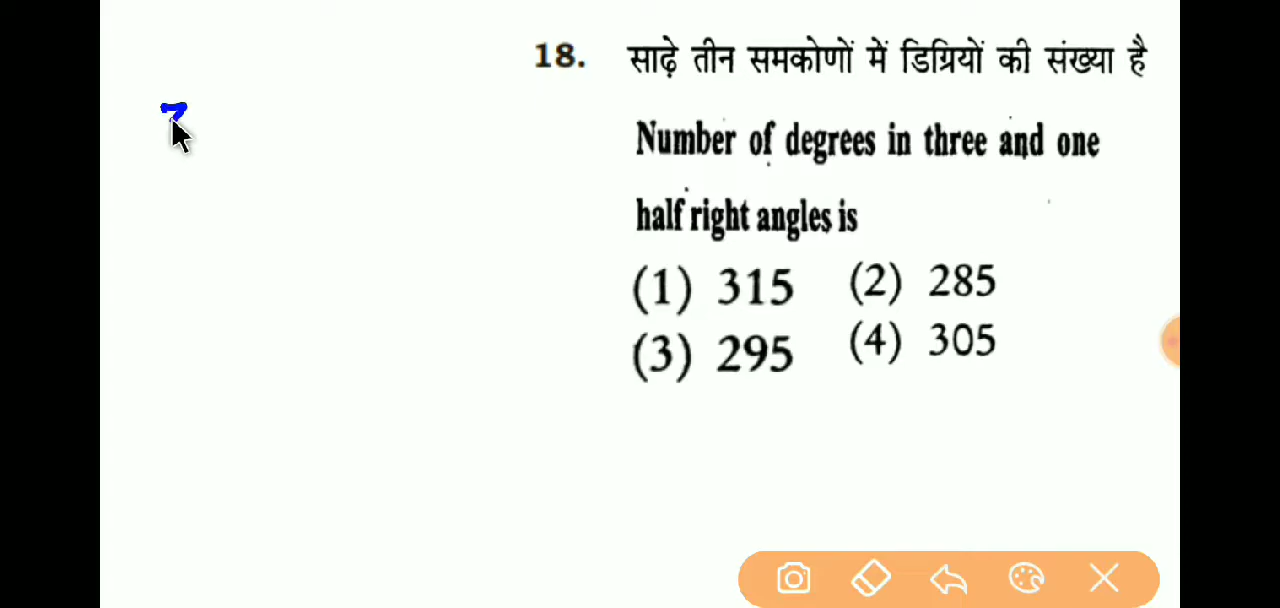 18. साढ़े तीन समकोणों में डिग्रियों की संख्या है
Number of degrees in three and one
half right angles is
(1) 315 (2) 285
(3) 295 (4) 305